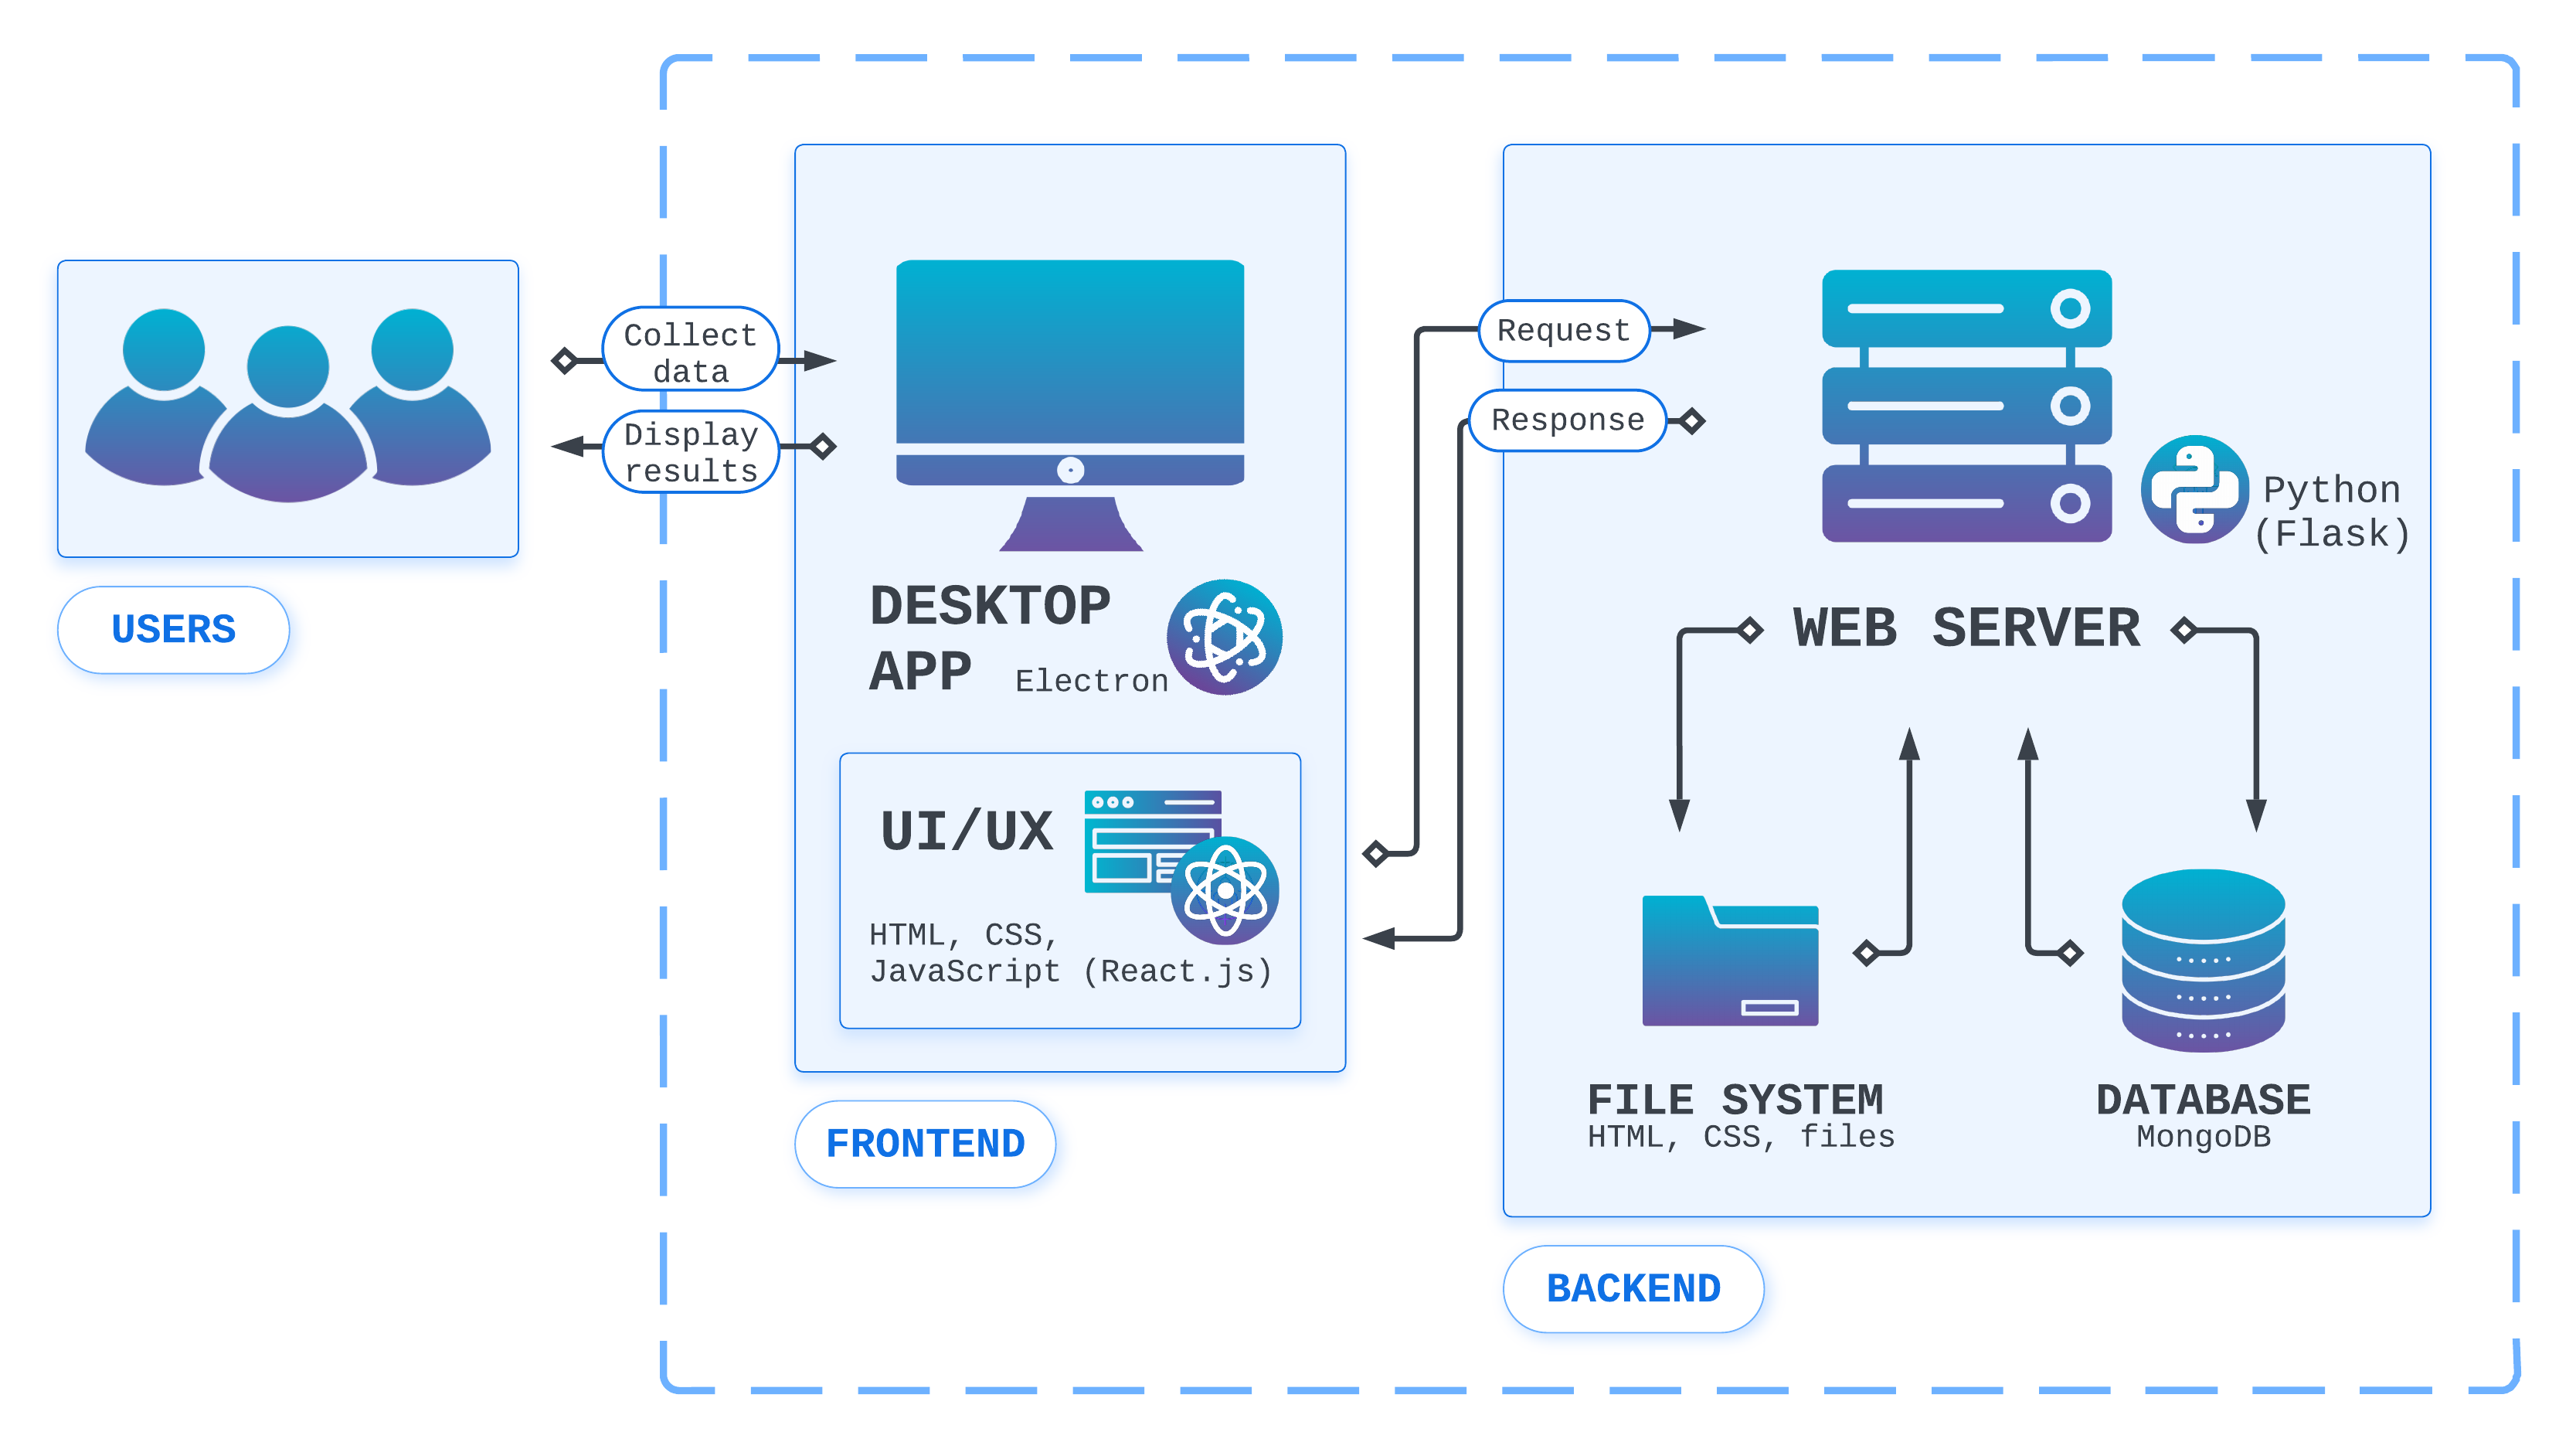 USERS
Collect
data
Display
results
DESKTOP
APP
Electron
UI/UX
HTML, CSS,
JavaScript (React.js)
FRONTEND
Request
Response
Python
(Flask)
WEB SERVER
FILE SYSTEM
HTML, CSS, files
DATABASE
MongoDB
BACKEND